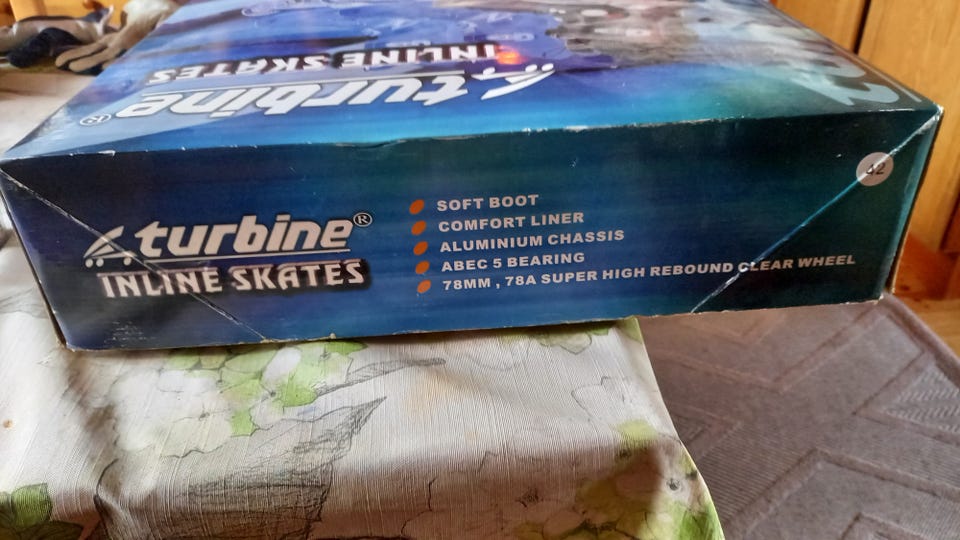 turbine®
INLINE SKATES
turbine®
INLINE SKATES
SOFT BOOT
COMFORT LINER
ALUMINIUM CHASSIS
ABEC 5 BEARING
78MM , 78A SUPER HIGH REBOUND CLEAR WHEEL